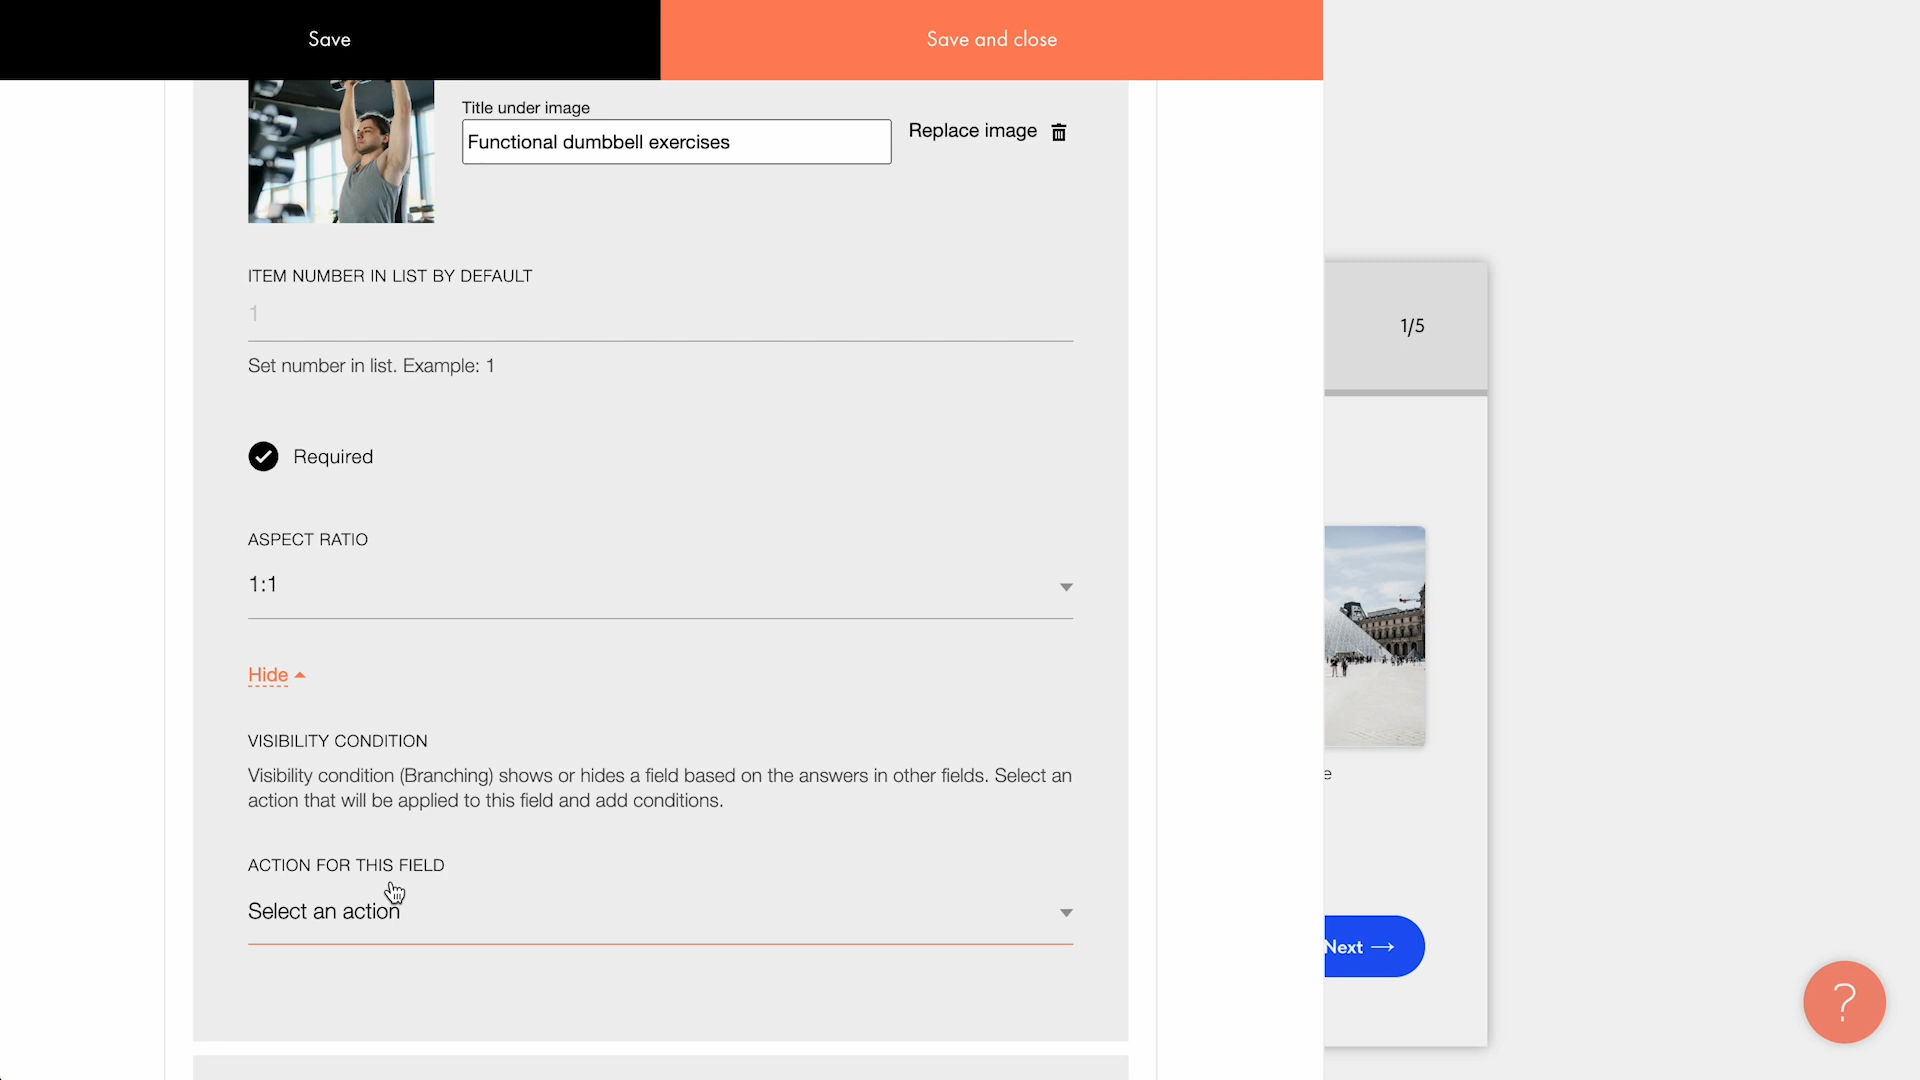 Save
Save and close
Title under image
Functional dumbbell exercises
Replace image
ITEM NUMBER IN LIST BY DEFAULT
1
Set number in list. Example: 1
Required
ASPECT RATIO
1:1
Hide
VISIBILITY CONDITION
Visibility condition (Branching) shows or hides a field based on the answers in other fields. Select an
action that will be applied to this field and add conditions.
ACTION FOR THIS FIELD
Select an action
1/5
e
Next →
?